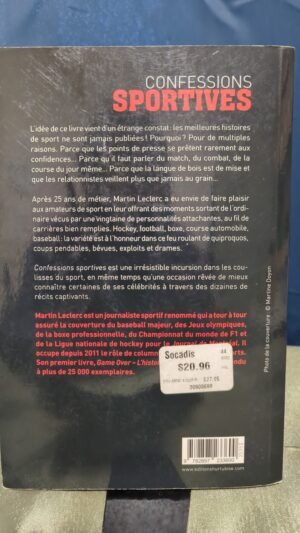 CONFESSIONS
SPORTIVES
L'idée de ce livre vient d'un étrange constat : les meilleures histoires
de sport ne sont jamais publiées ! Pourquoi ? Pour de multiples
raisons. Parce que les points de presse se prêtent rarement aux
confidences... Parce qu'il faut parler du match, du combat, de la
course du jour même... Parce que la langue de bois est de mise et
que les relationnistes veillent plus que jamais au grain...
Après 25 ans de métier, Martin Leclerc a eu envie de faire plaisir
aux amateurs de sport en leur offrant des moments sortant de l'ordi-
naire vécus par une vingtaine de personnalités attachantes, au fil de
carrières bien remplies. Hockey, football, boxe, course automobile,
baseball : la variété est à l'honneur dans ce feu roulant de quiproquos,
coups pendables, bévues, exploits et drames.
Confessions sportives est une irrésistible incursion dans les cou-
lisses du sport, en même temps qu'une occasion rêvée de mieux
connaître certaines de ses célébrités à travers des dizaines de
récits captivants.
Martin Leclerc est un journaliste sportif renommé qui a tour à tour
assuré la couverture du baseball majeur, des Jeux olympiques,
de la boxe professionnelle, du Championnat du monde de F1 et
de la Ligue nationale de hockey pour le Journal de Montréal. Il
occupe depuis 2011 le rôle de column
Son premier livre, Game Over – L'histo
à plus de 25 000 exemplaires.
orts.
ndu
Socadis
$20.96
Photo de la couverture : © Martine Doyon
www.editionshurtubise.com